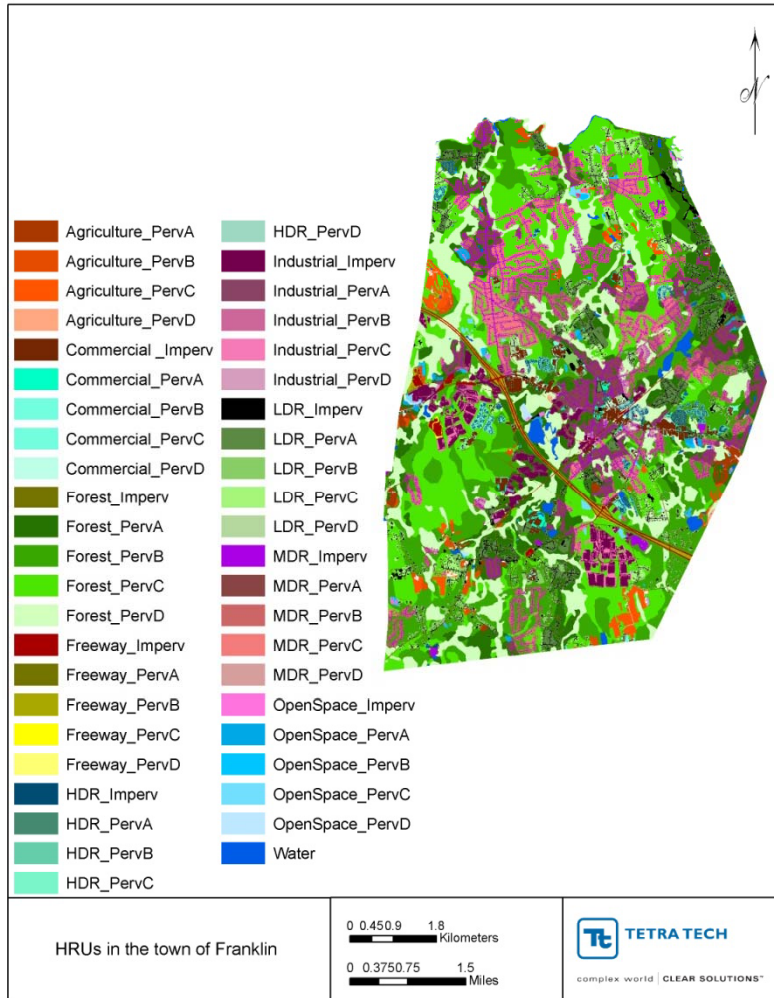 N
Agriculture_PervA
Agriculture_PervB
Agriculture_PervC
Agriculture_PervD
Commercial _Imperv
Commercial_PervA
Commercial_PervB
Commercial_PervC
Commercial_PervD
Forest_Imperv
Forest_PervA
Forest_PervB
Forest_PervC
Forest_PervD
Freeway_Imperv
Freeway_PervA
Freeway_PervB
Freeway_PervC
Freeway_PervD
HDR_Imperv
HDR_PervA
HDR_PervB
HDR_PervC
HDR_PervD
Industrial_Imperv
Industrial_PervA
Industrial_PervB
Industrial_PervC
Industrial_PervD
LDR_Imperv
LDR_PervA
LDR_PervB
LDR_PervC
LDR_PervD
MDR_Imperv
MDR_PervA
MDR_PervB
MDR_PervC
MDR_PervD
OpenSpace_Imperv
OpenSpace_PervA
OpenSpace_PervB
OpenSpace_PervC
OpenSpace_PervD
Water
HRUs in the town of Franklin
0 0.450.9 1.8
Kilometers
0 0.3750.75 1.5
Miles
Tt TETRA TECH
complex world | CLEAR SOLUTIONS™